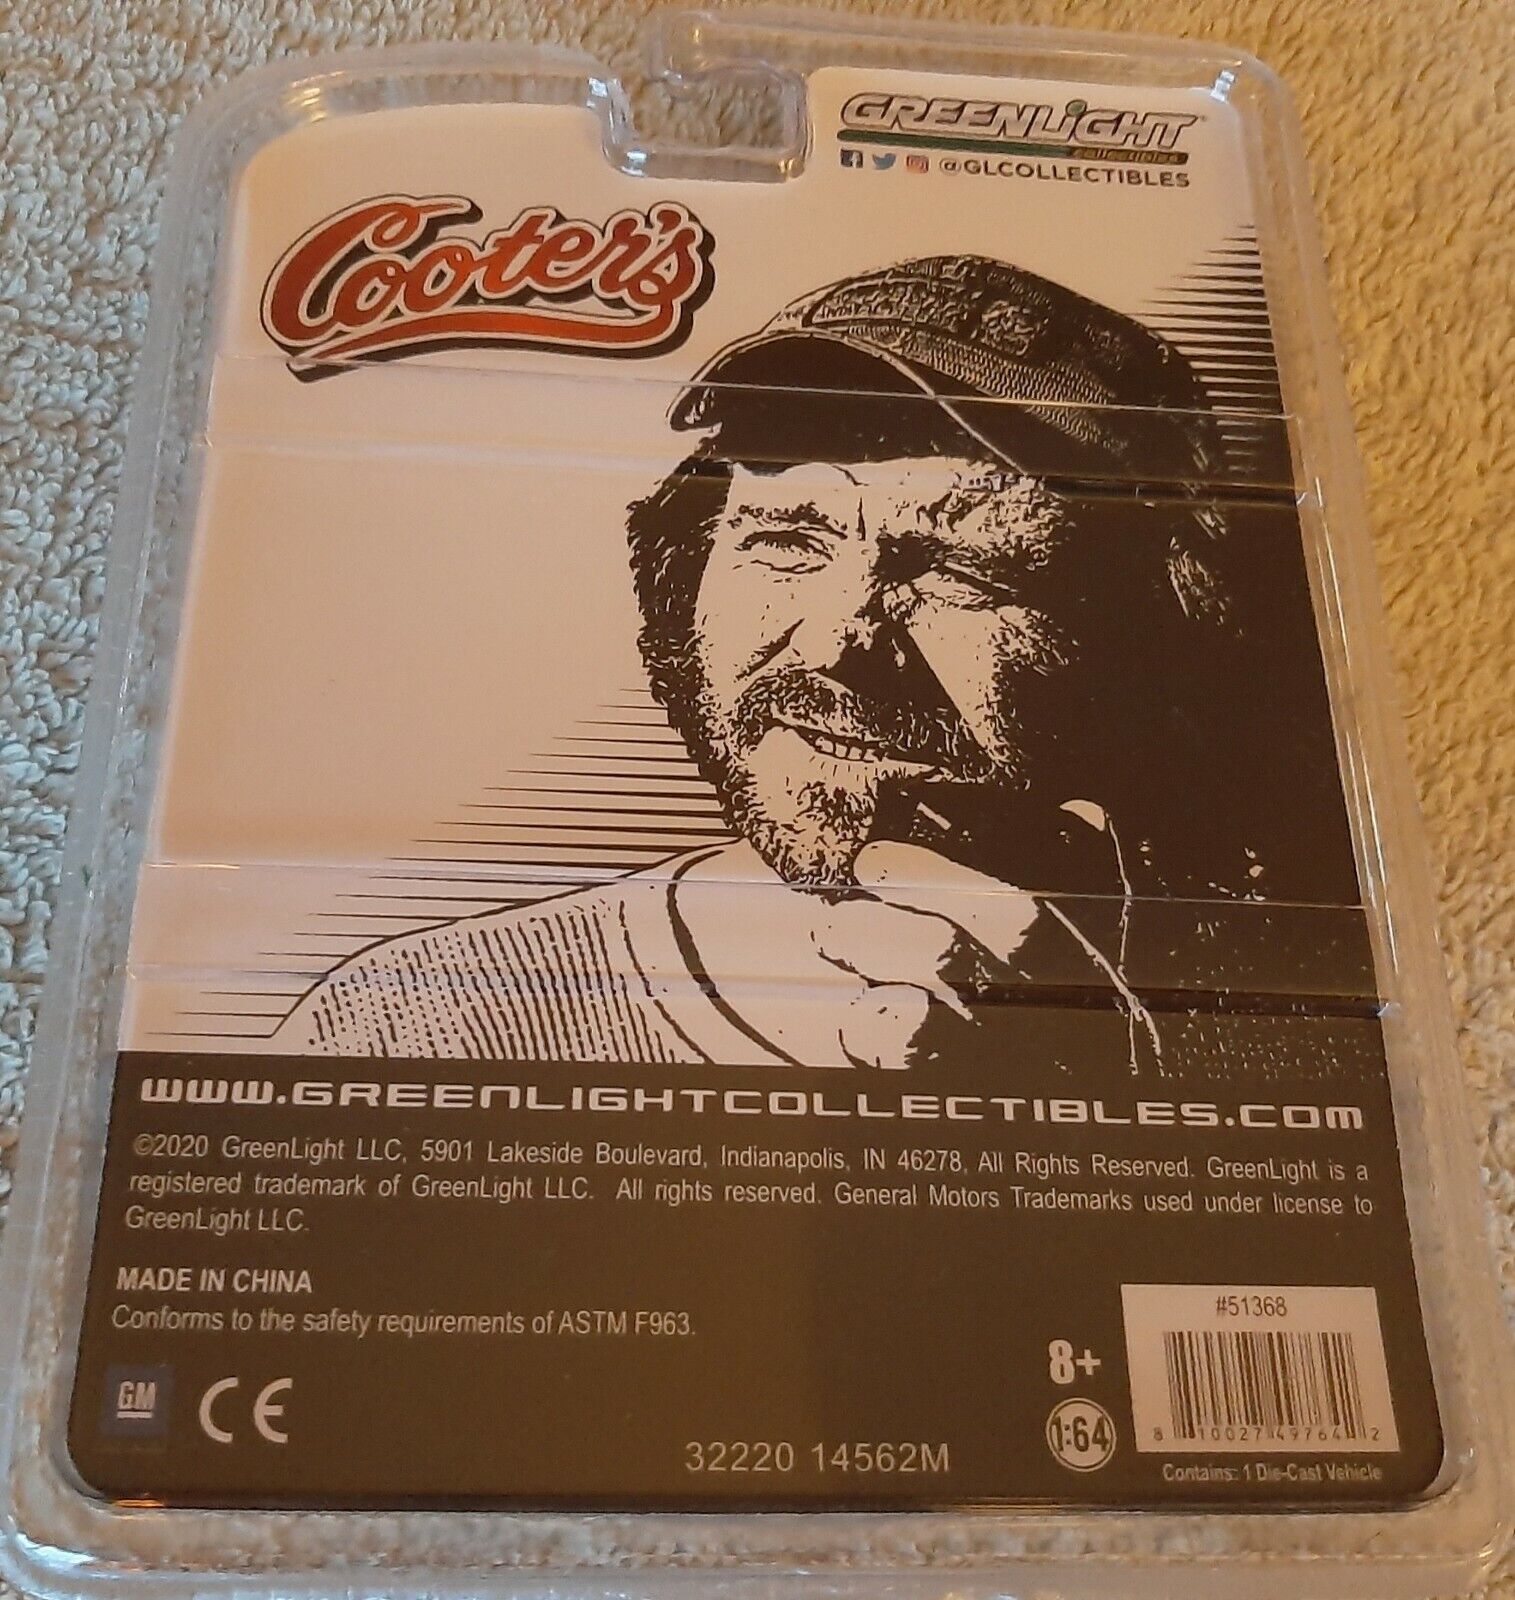 GREENLiGHT
collectibles
@GLCOLLECTIBLES
Cooter's
www.GREENLIGHTCOLLECTIBLES.com
©2020 GreenLight LLC, 5901 Lakeside Boulevard, Indianapolis, IN 46278, All Rights Reserved. GreenLight is a
registered trademark of GreenLight LLC. All rights reserved. General Motors Trademarks used under license to
GreenLight LLC.
MADE IN CHINA
Conforms to the safety requirements of ASTM F963.
GM
CE
32220 14562M
8+
1:64
#51368
8 10027 49764 2
Contains: 1 Die-Cast Vehicle